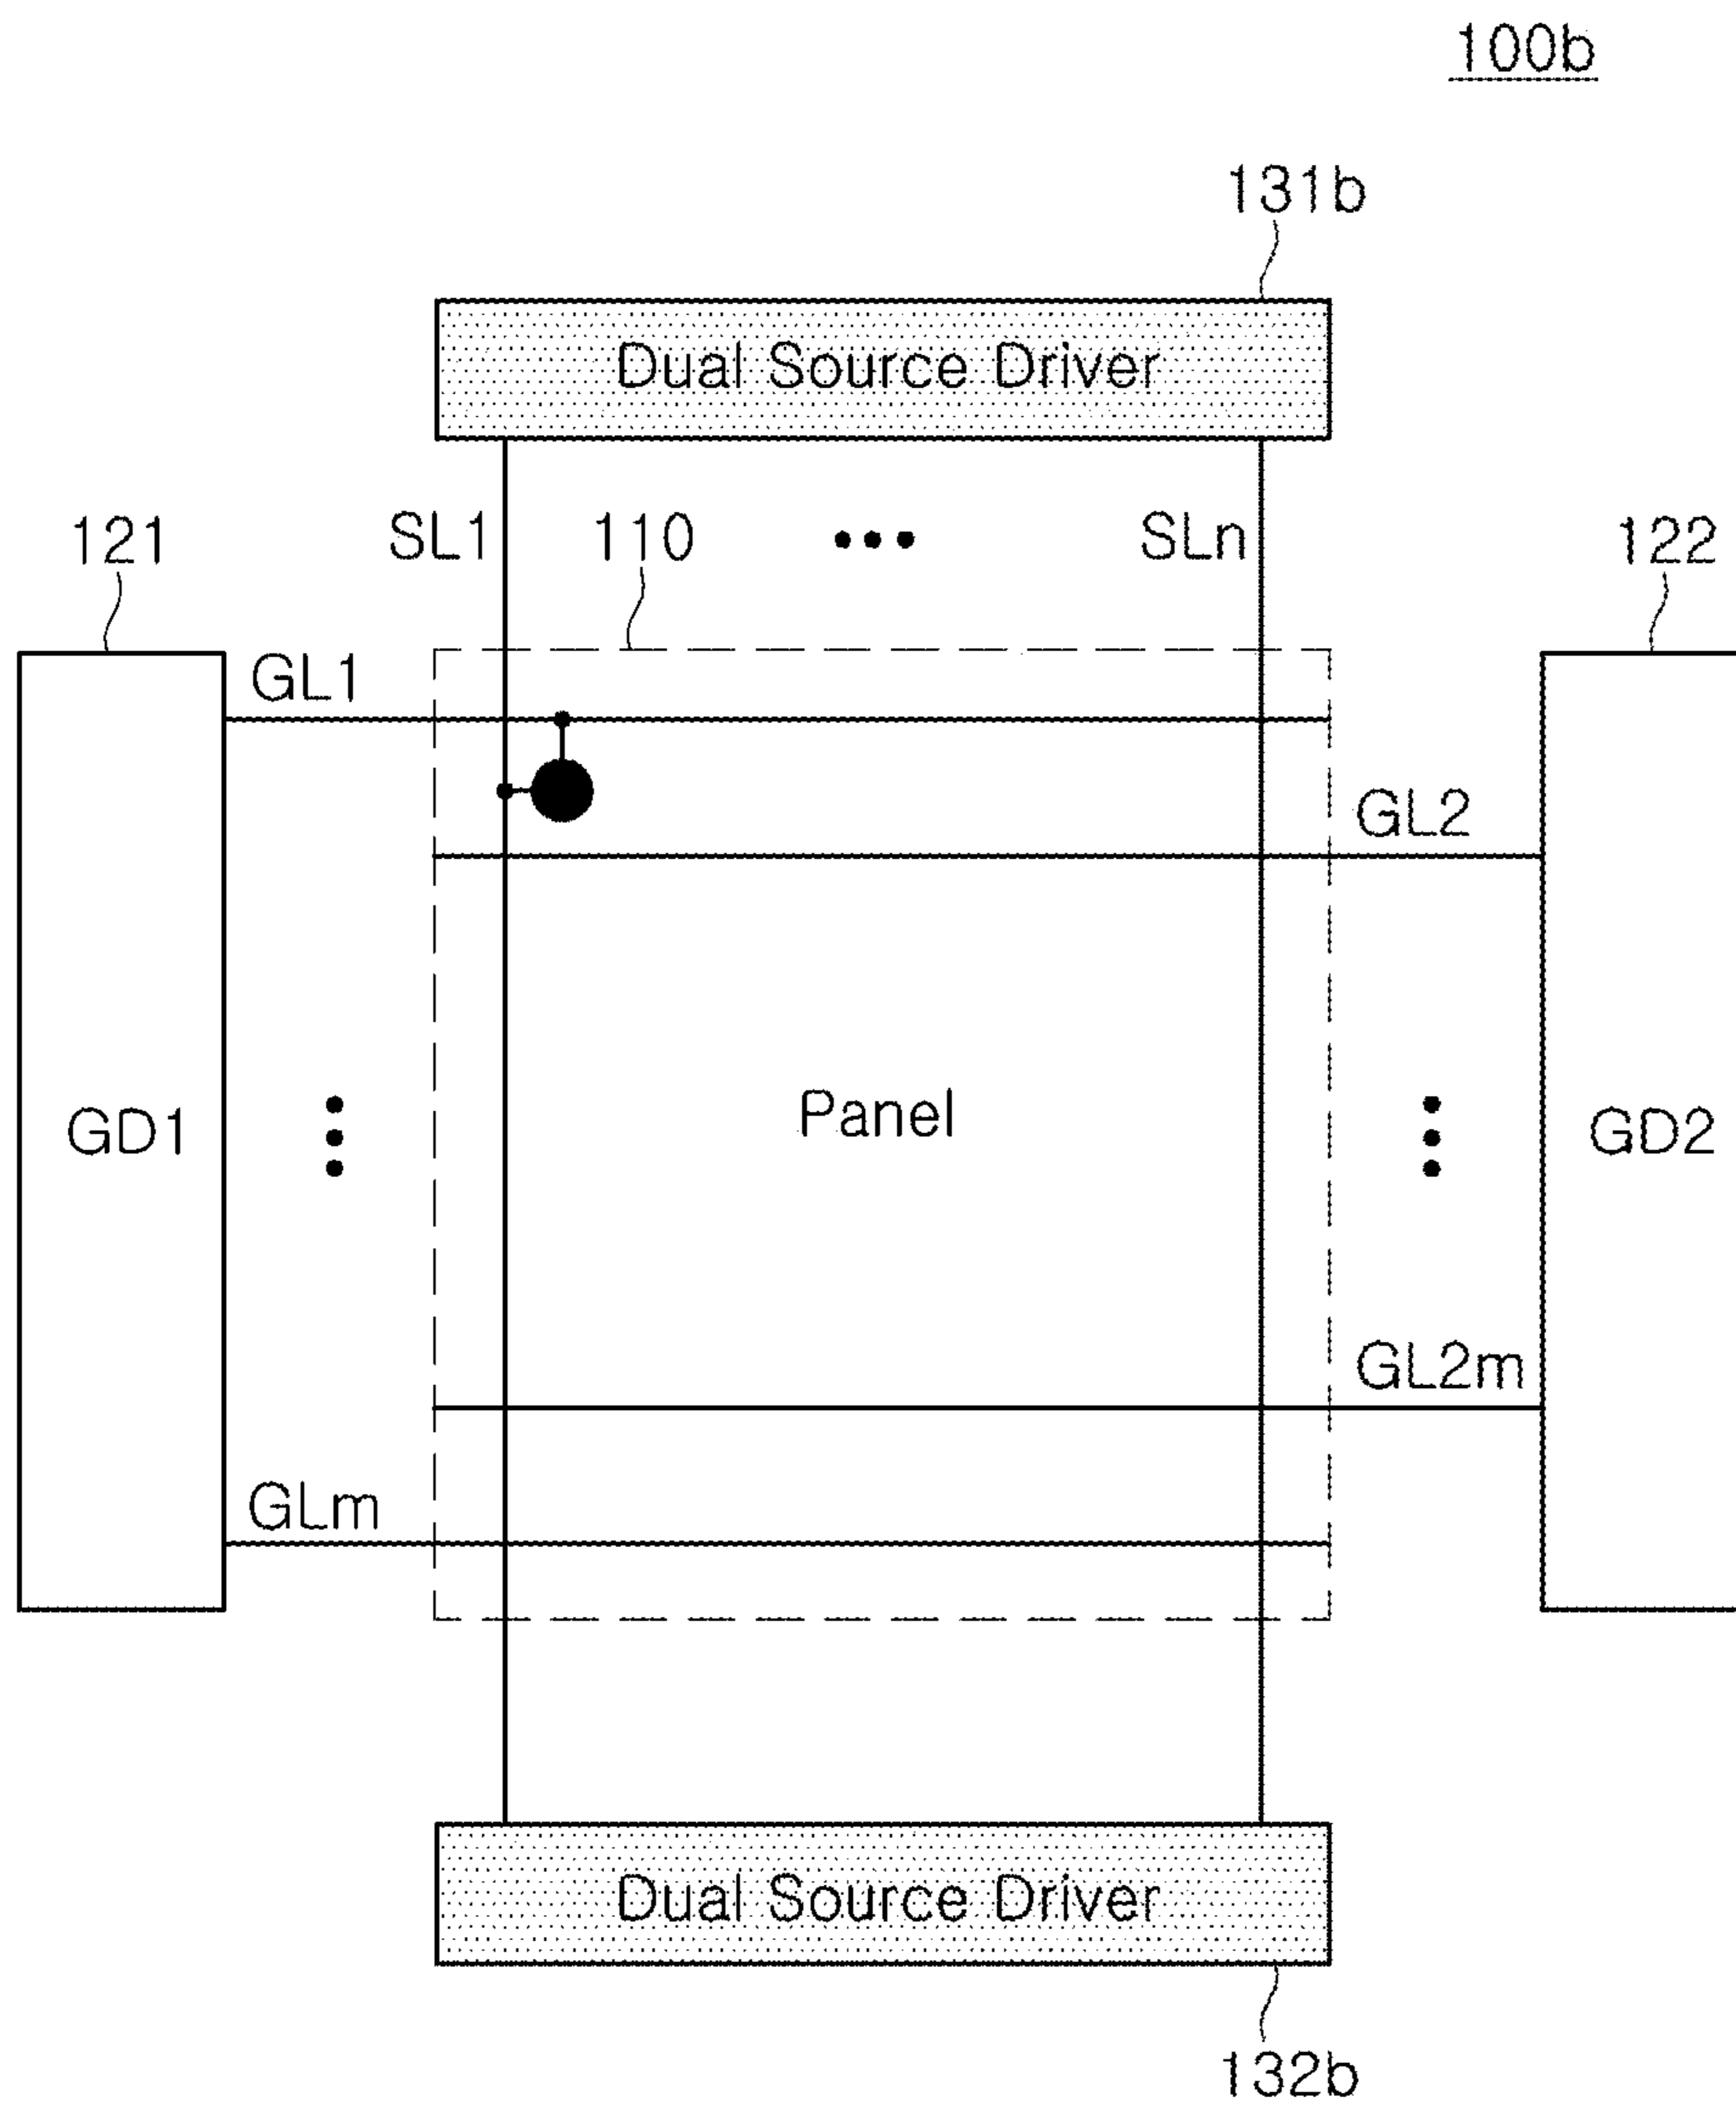 100b
131b
Dual Source Driver
121
SL1
110
SLn
122
GL1
GL2
GD1
Panel
GD2
GL2m
GLm
Dual Source Driver
132b